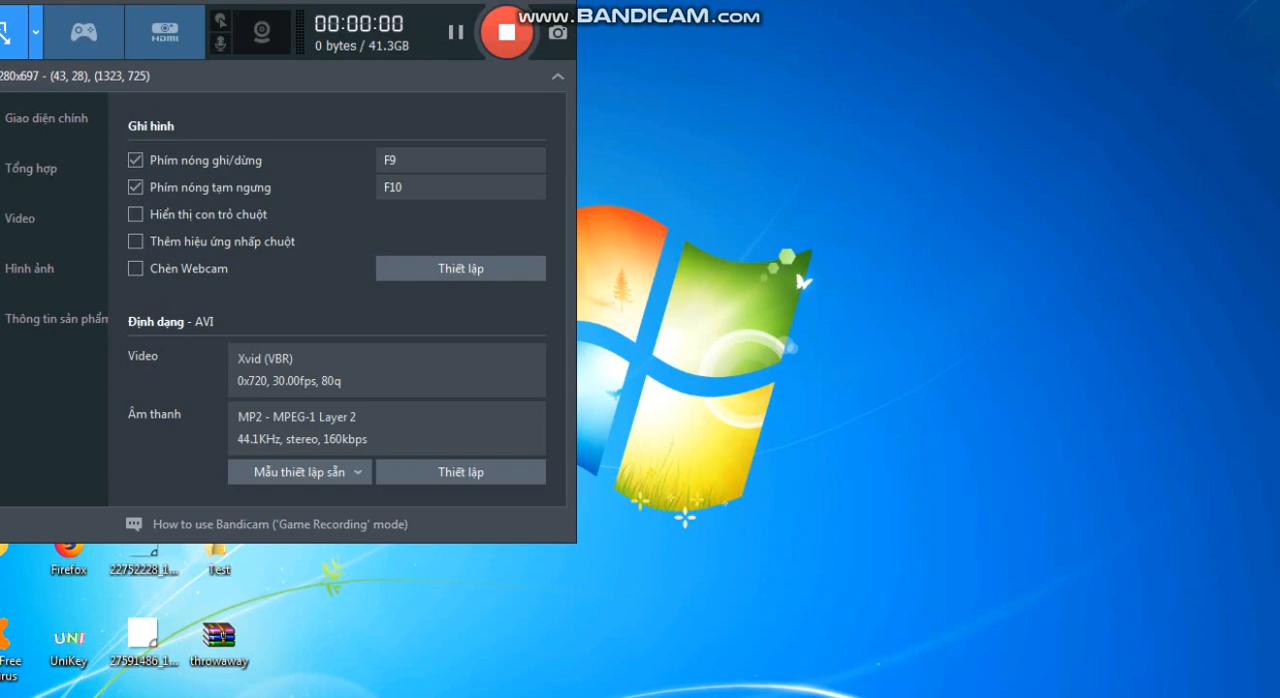 www.BANDICAM.com
HDMI
00:00:00
0 bytes / 41.3GB
280x697 - (43, 28), (1323, 725)
Giao diện chính
Tổng hợp
Video
Hình ảnh
Thông tin sản phẩm
Ghi hình
Phím nóng ghi/dừng
F9
Phím nóng tạm ngưng
F10
Hiển thị con trỏ chuột
Thêm hiệu ứng nhấp chuột
Chèn Webcam
Thiết lập
Định dạng - AVI
Video
Xvid (VBR)
0x720, 30.00fps, 80q
Âm thanh
MP2 - MPEG-1 Layer 2
44.1KHz, stereo, 160kbps
Mẫu thiết lập sẵn
Thiết lập
How to use Bandicam ('Game Recording' mode)
Firefox
22752228_1...
Test
UNI
Free
rus
UniKey
27591486_1...
throwaway